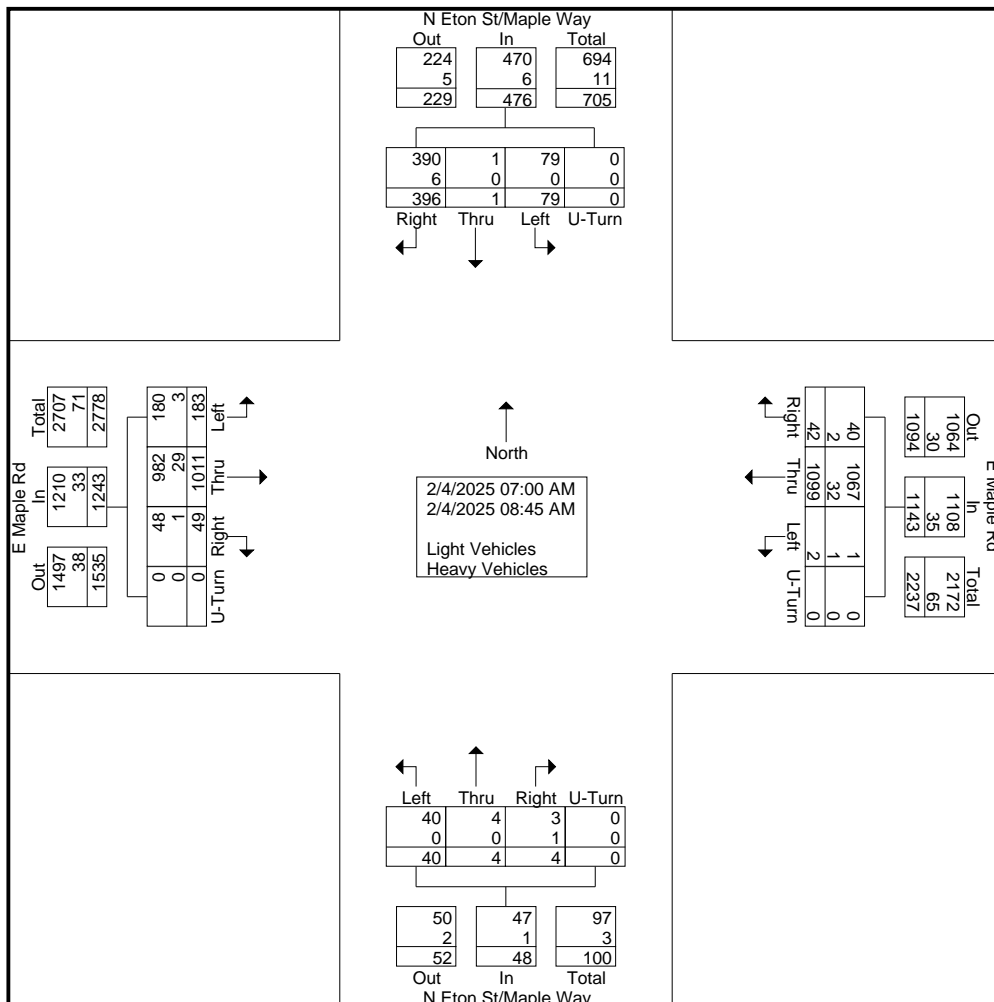 N Eton St/Maple Way
Out In Total
224 470 694
5 6 11
229 476 705
390 1 79 0
6 0 0 0
396 1 79 0
Right Thru Left U-Turn
E Maple Rd
Total In Out
2707 1210 1497
71 33 38
2778 1243 1535
180 982 48 0
3 29 1 0
183 1011 49 0
Left Thru Right U-Turn
North
2/4/2025 07:00 AM
2/4/2025 08:45 AM
Light Vehicles
Heavy Vehicles
E Maple Rd
Out In Total
1064 1108 2172
30 35 65
1094 1143 2237
40 1067 1 0
2 32 1 0
42 1099 2 0
Right Thru Left U-Turn
Left Thru Right U-Turn
40 4 3 0
0 0 1 0
40 4 4 0
50 47 97
2 1 3
52 48 100
Out In Total
N Eton St/Maple Way